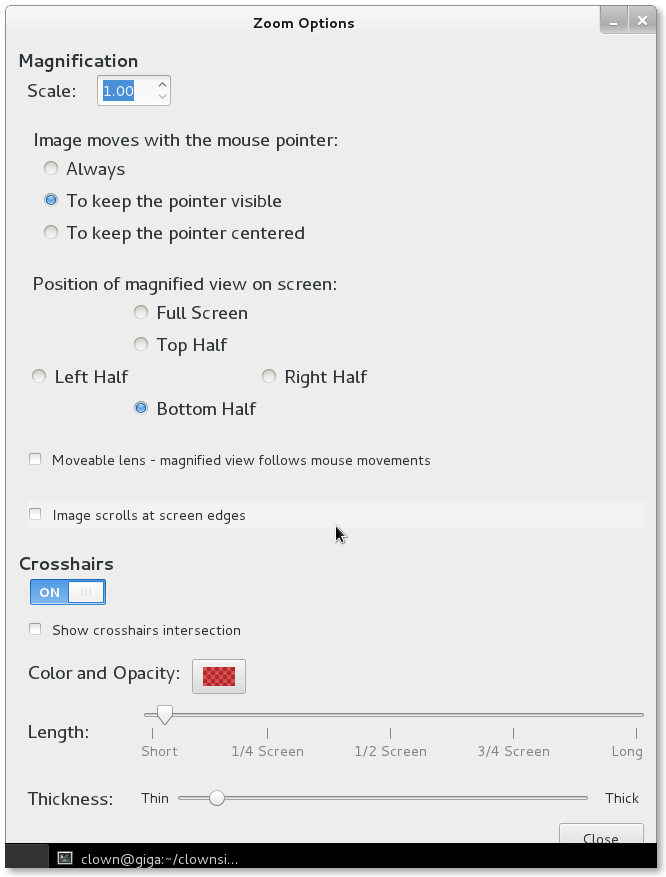 Zoom Options
Magnification
Scale: 1.00
Image moves with the mouse pointer:
Always
To keep the pointer visible
To keep the pointer centered
Position of magnified view on screen:
Full Screen
Top Half
Left Half Right Half
Bottom Half
Moveable lens - magnified view follows mouse movements
Image scrolls at screen edges
Crosshairs
ON
Show crosshairs intersection
Color and Opacity:
Length:
Short 1/4 Screen 1/2 Screen 3/4 Screen Long
Thickness: Thin Thick
Close
clown@giga:~/clownsi...